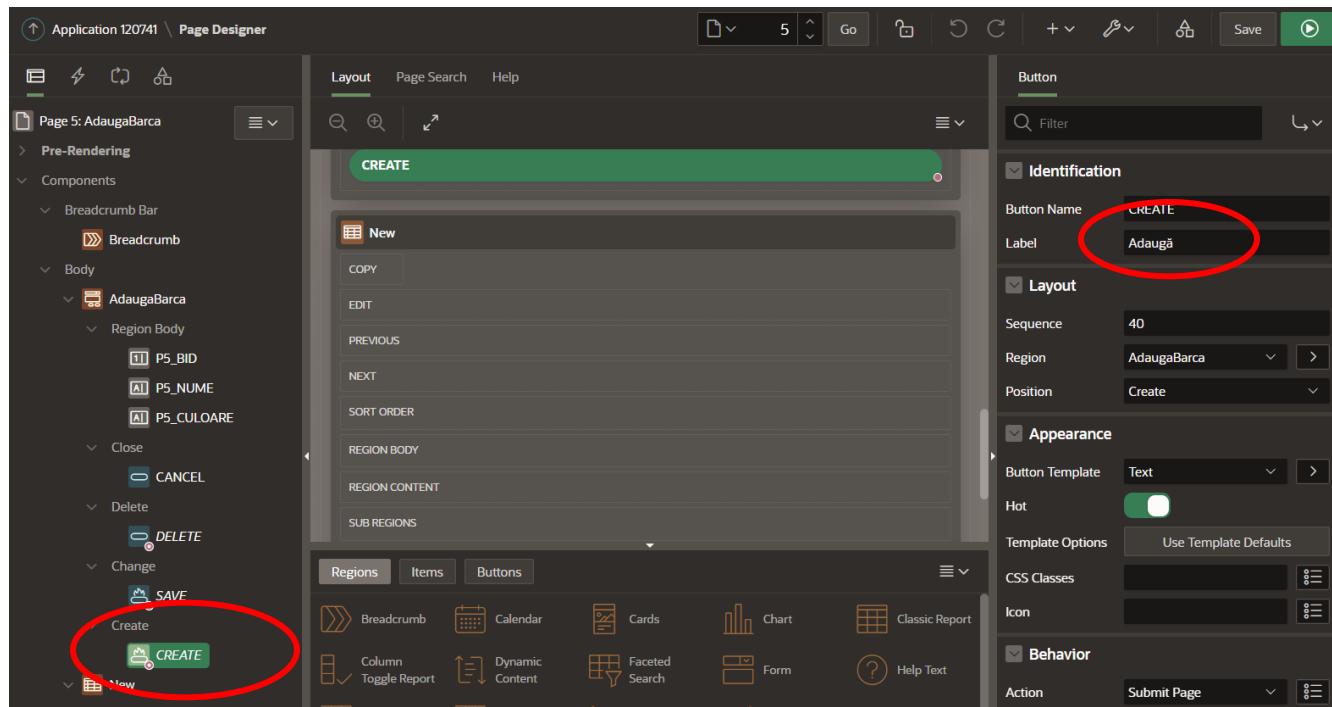 Application 120741 \ Page Designer
5
Go
Save
Page 5: AdaugaBarca
Pre-Rendering
Components
Breadcrumb Bar
Breadcrumb
Body
AdaugaBarca
Region Body
P5_BID
P5_NUME
P5_CULOARE
Close
CANCEL
Delete
DELETE
Change
SAVE
Create
CREATE
New
Layout Page Search Help
CREATE
New
COPY
EDIT
PREVIOUS
NEXT
SORT ORDER
REGION BODY
REGION CONTENT
SUB REGIONS
Regions Items Buttons
Breadcrumb Calendar Cards Chart Classic Report
Column Toggle Report Dynamic Content Faceted Search Form Help Text
Button
Filter
Identification
Button Name CREATE
Label Adaugă
Layout
Sequence 40
Region AdaugaBarca
Position Create
Appearance
Button Template Text
Hot
Template Options Use Template Defaults
CSS Classes
Icon
Behavior
Action Submit Page